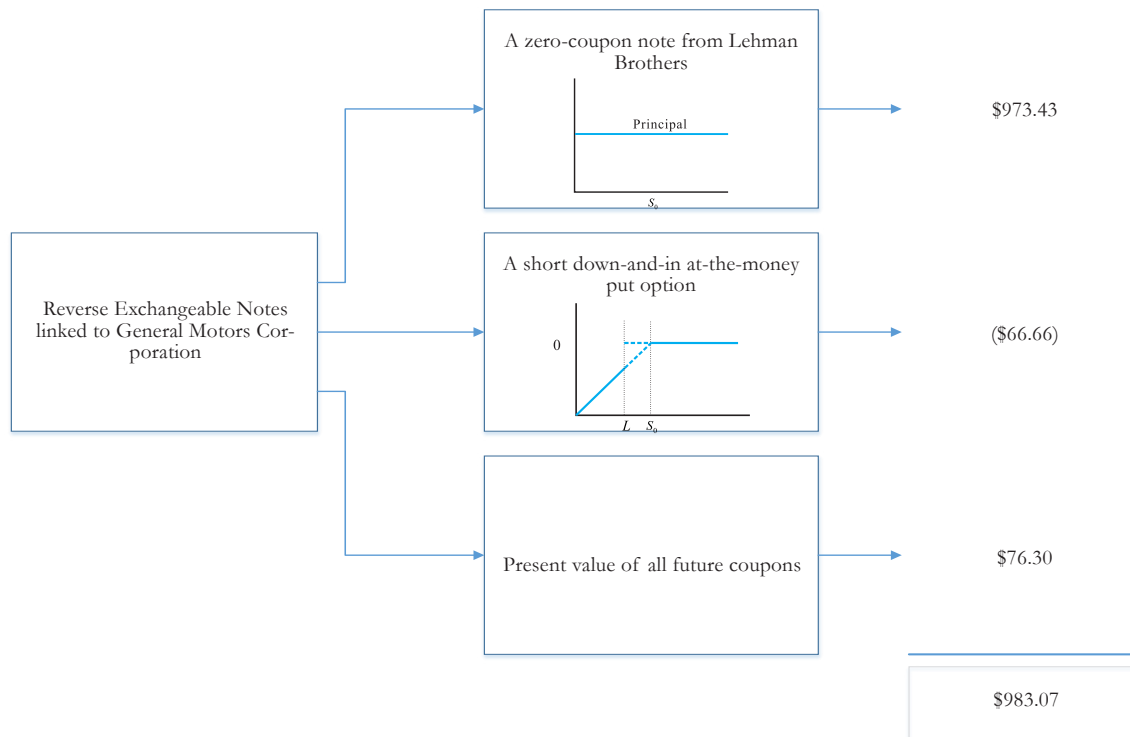 A zero-coupon note from Lehman
Brothers
Principal
S₀
$973.43
Reverse Exchangeable Notes
linked to General Motors Cor-
poration
A short down-and-in at-the-money
put option
0
L S₀
($66.66)
Present value of all future coupons
$76.30
$983.07